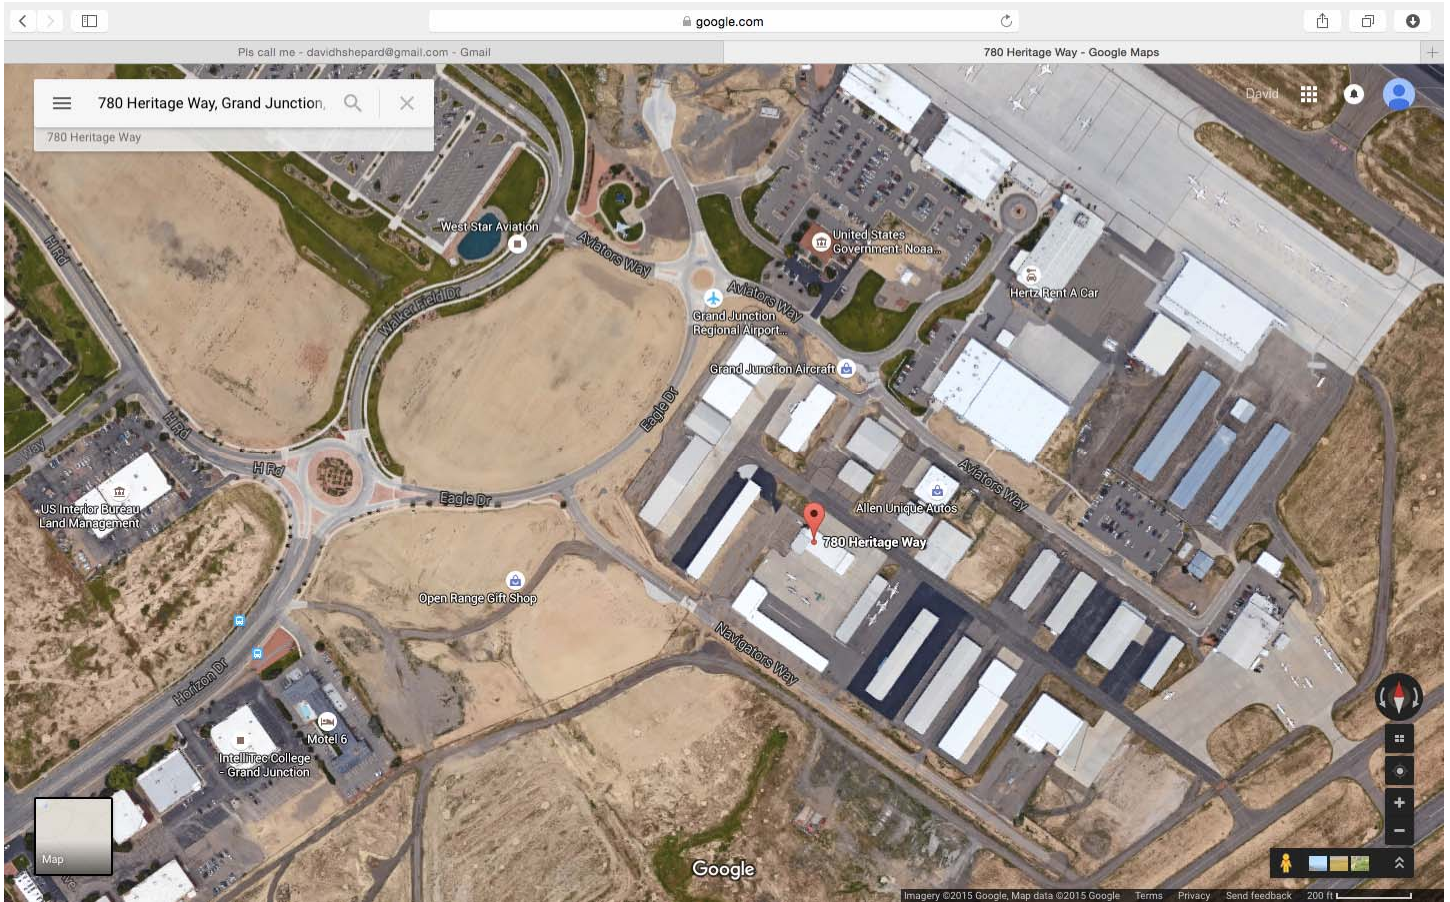 google.com
Pls call me - davidhshepard@gmail.com - Gmail
780 Heritage Way - Google Maps
780 Heritage Way, Grand Junction,
780 Heritage Way
David
West Star Aviation
United States
Government- Noaa...
Aviators Way
H Rd
Walker Field Dr
Aviators Way
Hertz Rent A Car
Grand Junction
Regional Airport...
Grand Junction Aircraft
Eagle Dr
H Rd
Way
H Rd
Eagle Dr
Aviators Way
US Interior Bureau
Land Management
Allen Unique Autos
780 Heritage Way
Open Range Gift Shop
Navigators Way
Horizon Dr
Motel 6
IntelliTec College
- Grand Junction
Map
Google
Imagery ©2015 Google, Map data ©2015 Google
Terms
Privacy
Send feedback
200 ft